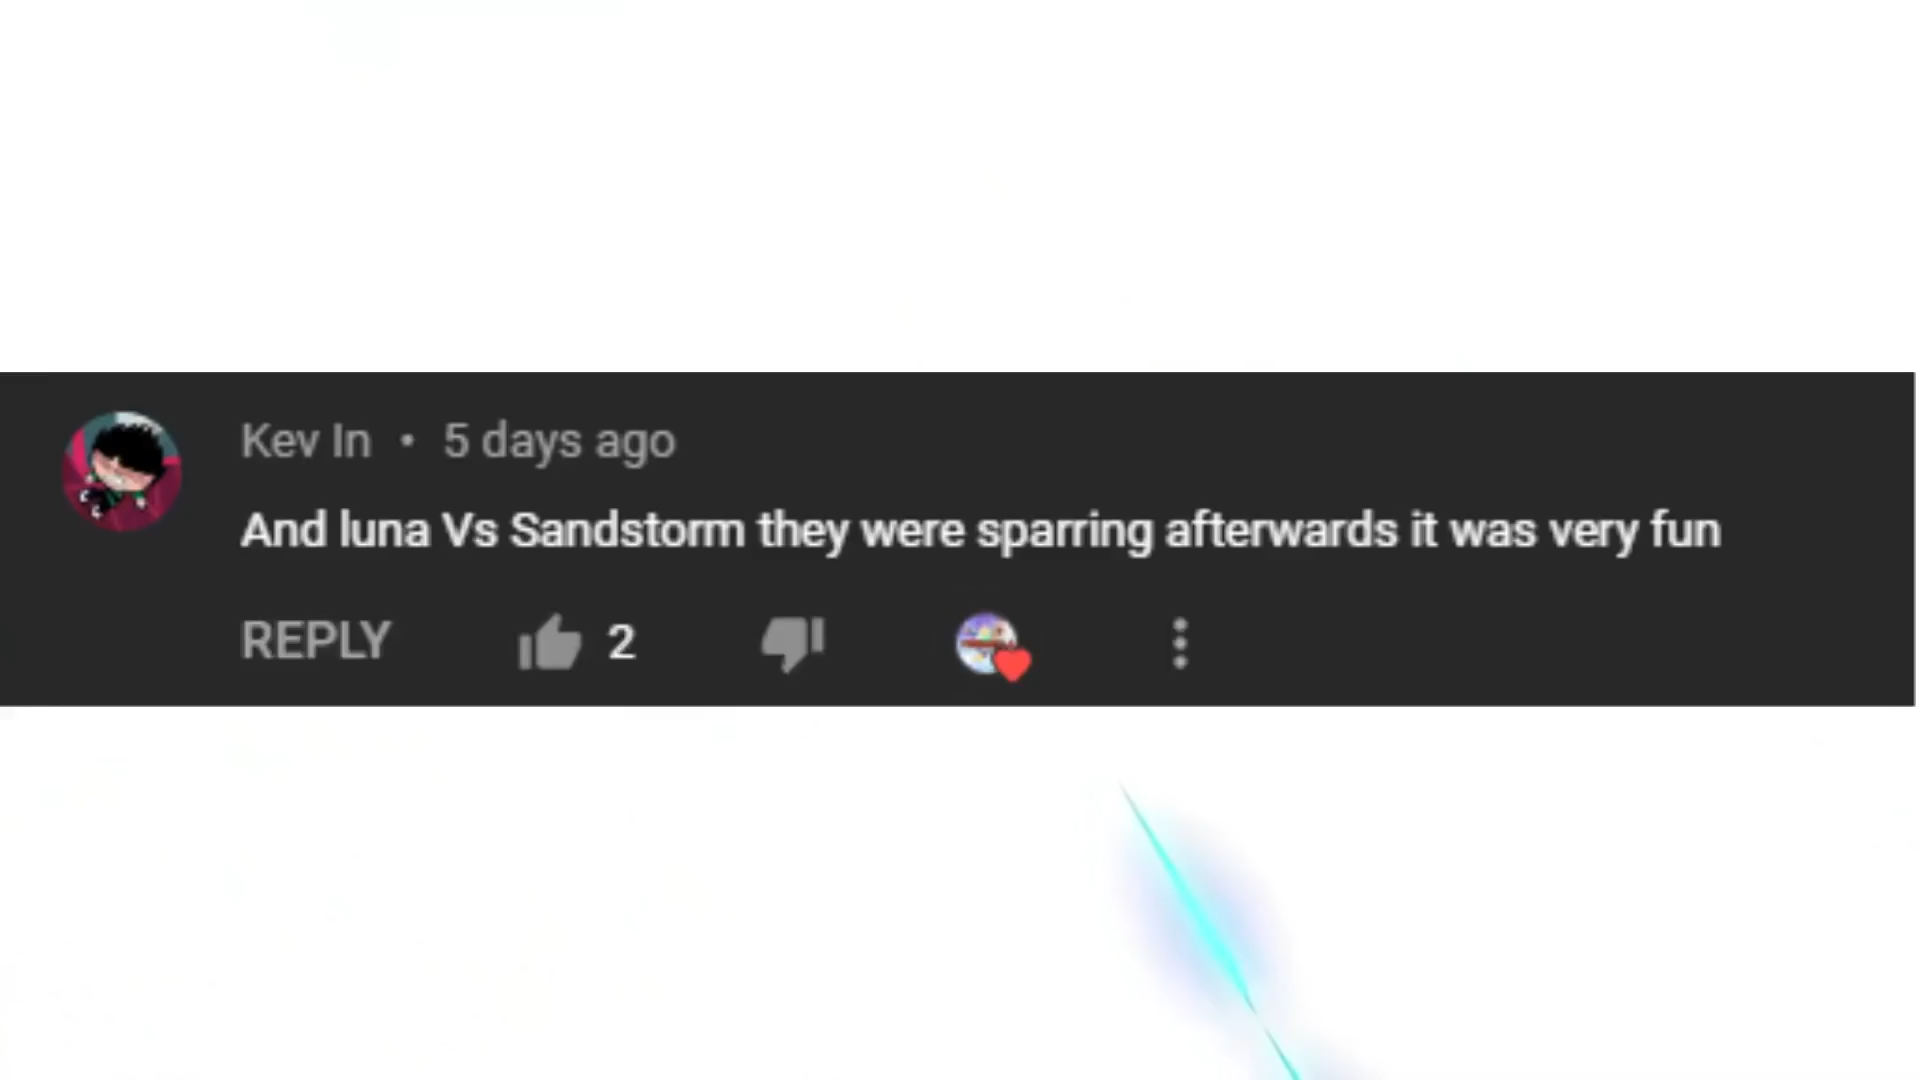 Kev In • 5 days ago
And luna Vs Sandstorm they were sparring afterwards it was very fun
REPLY 2